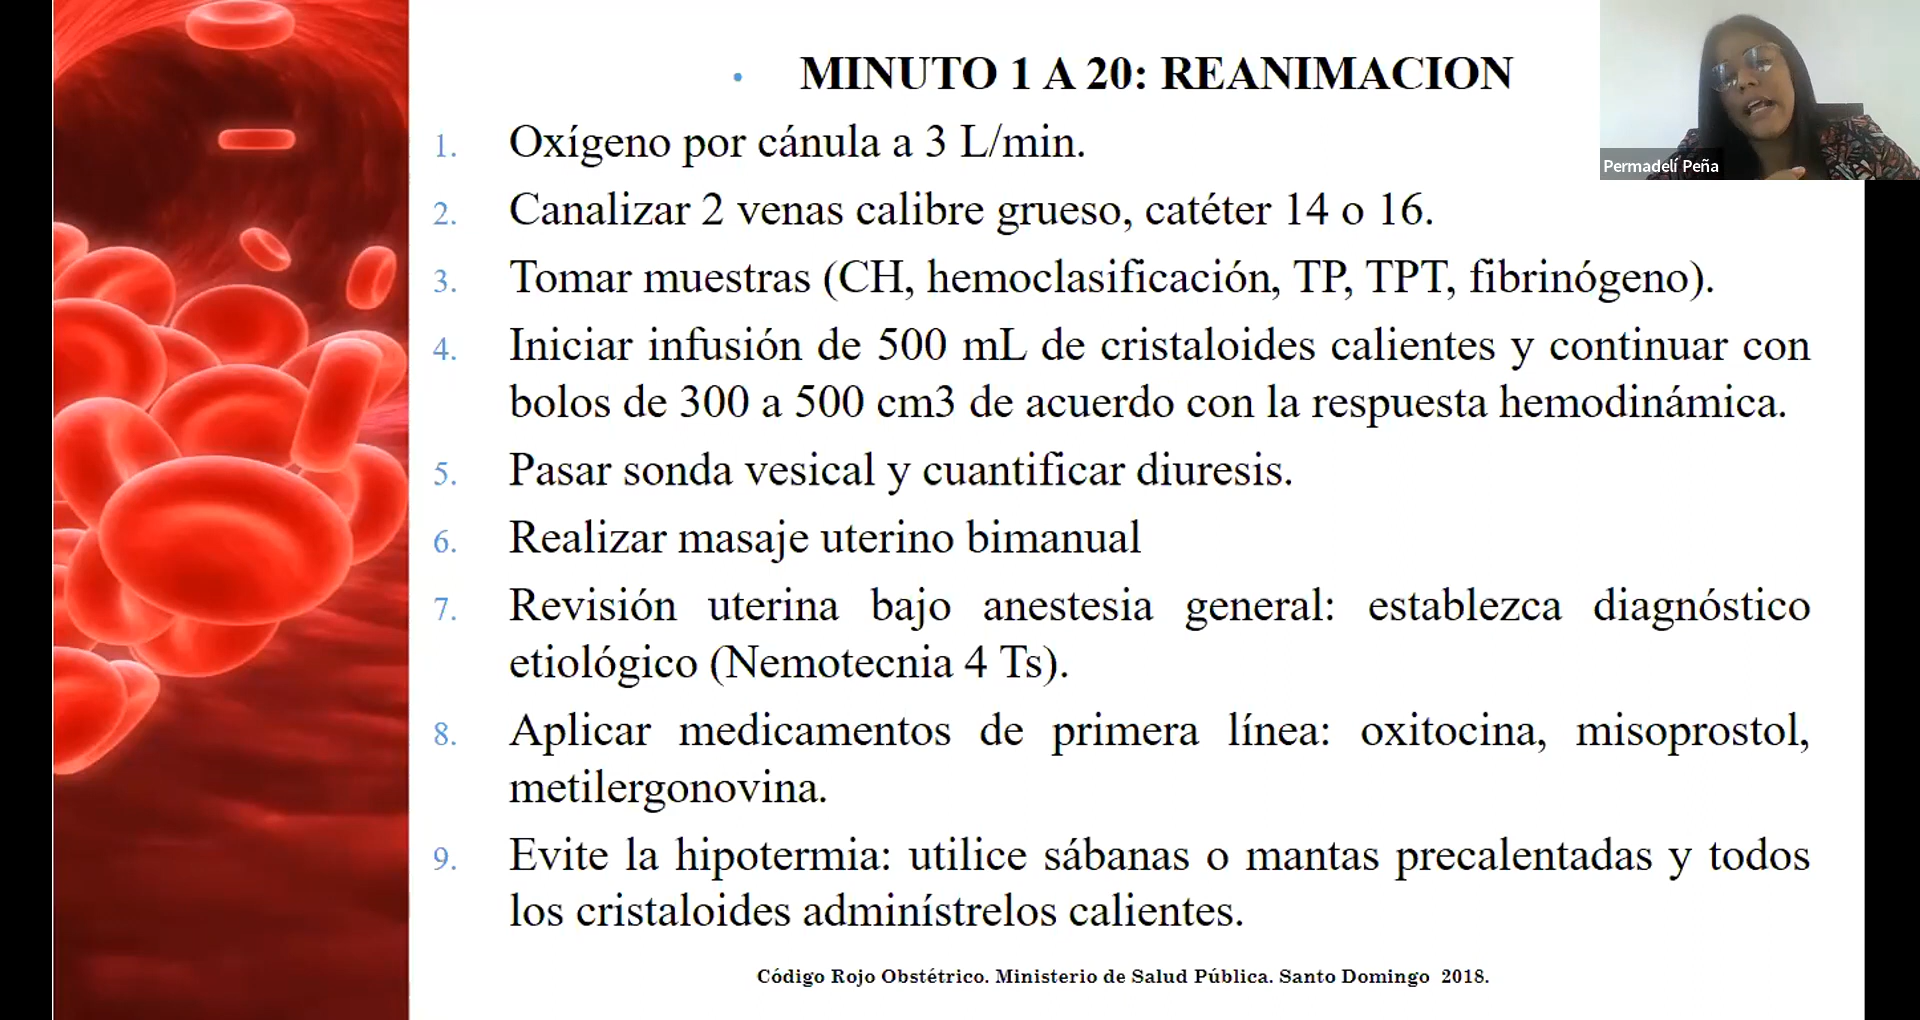 • MINUTO 1 A 20: REANIMACION
Permadelí Peña
1. Oxígeno por cánula a 3 L/min.
2. Canalizar 2 venas calibre grueso, catéter 14 o 16.
3. Tomar muestras (CH, hemoclasificación, TP, TPT, fibrinógeno).
4. Iniciar infusión de 500 mL de cristaloides calientes y continuar con
bolos de 300 a 500 cm3 de acuerdo con la respuesta hemodinámica.
5. Pasar sonda vesical y cuantificar diuresis.
6. Realizar masaje uterino bimanual
7. Revisión uterina bajo anestesia general: establezca diagnóstico
etiológico (Nemotecnia 4 Ts).
8. Aplicar medicamentos de primera línea: oxitocina, misoprostol,
metilergonovina.
9. Evite la hipotermia: utilice sábanas o mantas precalentadas y todos
los cristaloides adminístrelos calientes.
Código Rojo Obstétrico. Ministerio de Salud Pública. Santo Domingo 2018.